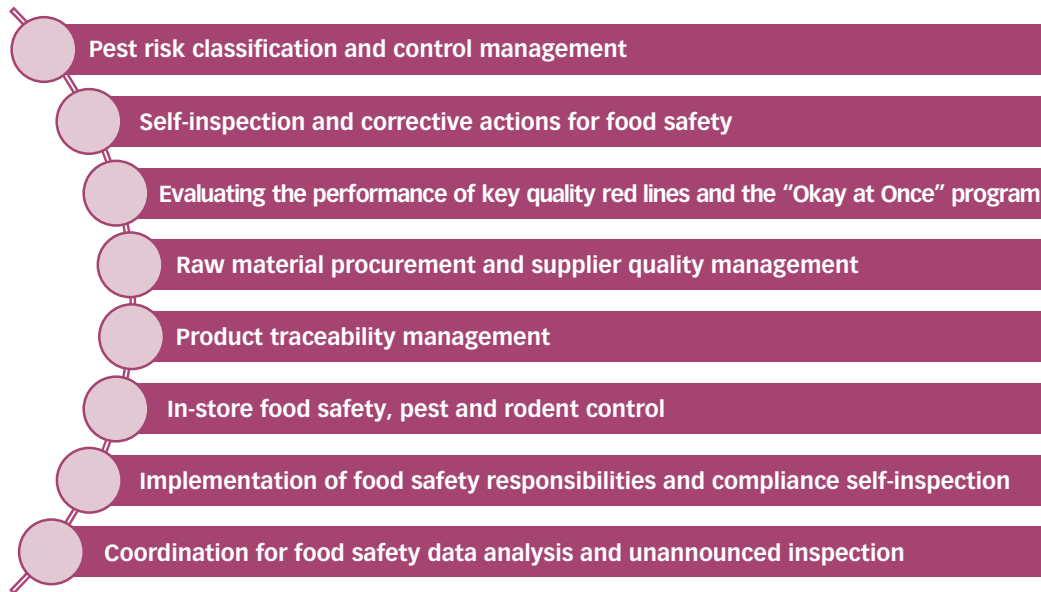 Pest risk classification and control management
Self-inspection and corrective actions for food safety
Evaluating the performance of key quality red lines and the “Okay at Once” program
Raw material procurement and supplier quality management
Product traceability management
In-store food safety, pest and rodent control
Implementation of food safety responsibilities and compliance self-inspection
Coordination for food safety data analysis and unannounced inspection